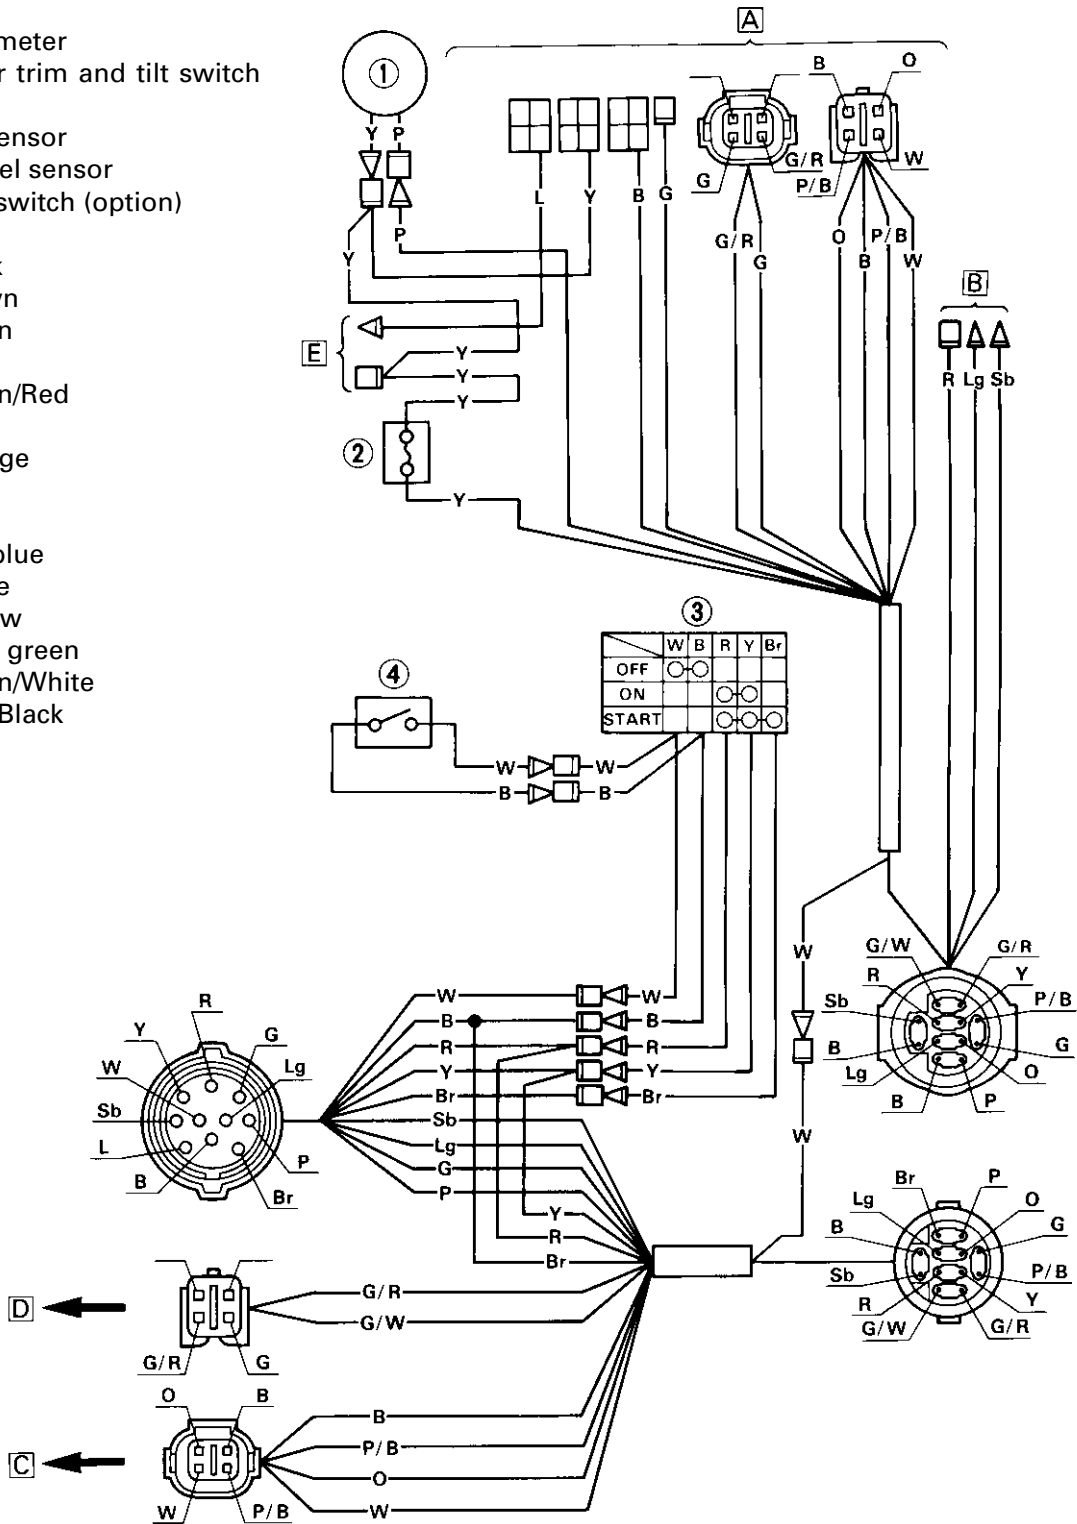 meter
r trim and tilt switch
ensor
el sensor
switch (option)
k
vn
n
n/Red
ge
blue
e
w
green
n/White
Black
A
1
Y P
B O
G G/R
P/B W
L Y B G
P
Y
G/R G
O B P/B W
B
E
Y
Y
Y
R Lg Sb
2
Y
3
W B R Y Br
OFF
ON
START
4
W W
B B
W
G/W G/R
R Y
Sb P/B
B G
Lg O
B P
W W
B B
R R
Y Y
Br Br
Sb
Lg
G
P
Y
R
Br
R
Y G
W Lg
Sb
L P
B Br
W
Br P
Lg O
B G
Sb P/B
R Y
G/W G/R
D
G/R
G/W
G/R G
O B
C
B
P/B
O
W
W P/B